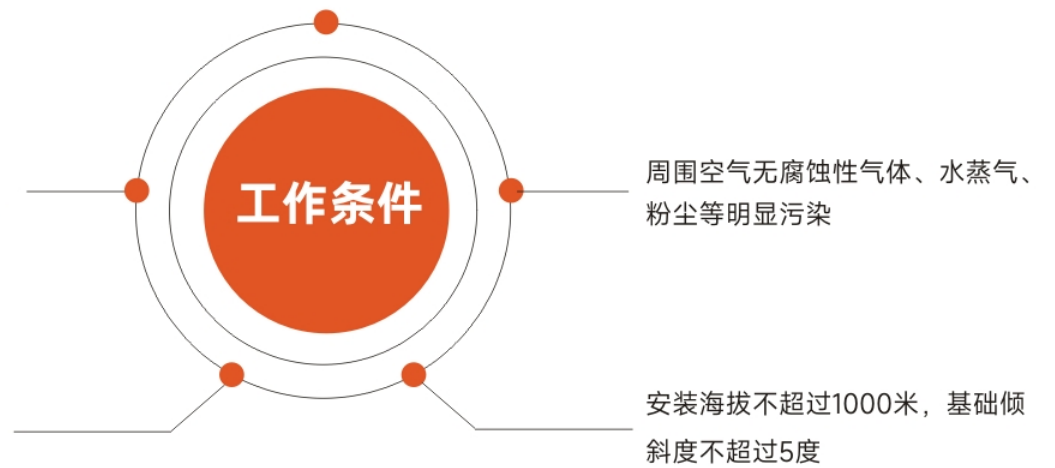 工作条件
周围空气无腐蚀性气体、水蒸气、
粉尘等明显污染
安装海拔不超过1000米，基础倾
斜度不超过5度